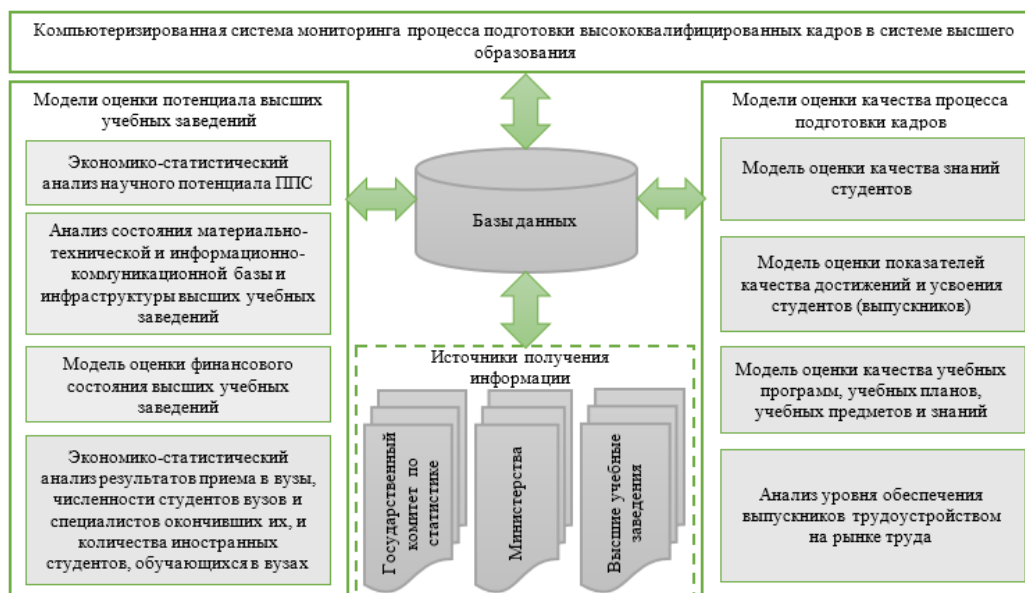 Компьютеризированная система мониторинга процесса подготовки высококвалифицированных кадров в системе высшего
образования
Модели оценки потенциала высших
учебных заведений
Экономико-статистический
анализ научного потенциала ППС
Анализ состояния материально-
технической и информационно-
коммуникационной базы и
инфраструктуры высших учебных
заведений
Модель оценки финансового
состояния высших учебных
заведений
Экономико-статистический
анализ результатов приема в вузы,
численности студентов вузов и
специалистов окончивших их, и
количества иностранных
студентов, обучающихся в вузах
Базы данных
Источники получения
информации
Государственный
комитет по
статистике
Министерства
Высшие учебные
заведения
Модели оценки качества процесса
подготовки кадров
Модель оценки качества знаний
студентов
Модель оценки показателей
качества достижений и усвоения
студентов (выпускников)
Модель оценки качества учебных
программ, учебных планов,
учебных предметов и знаний
Анализ уровня обеспечения
выпускников трудоустройством
на рынке труда